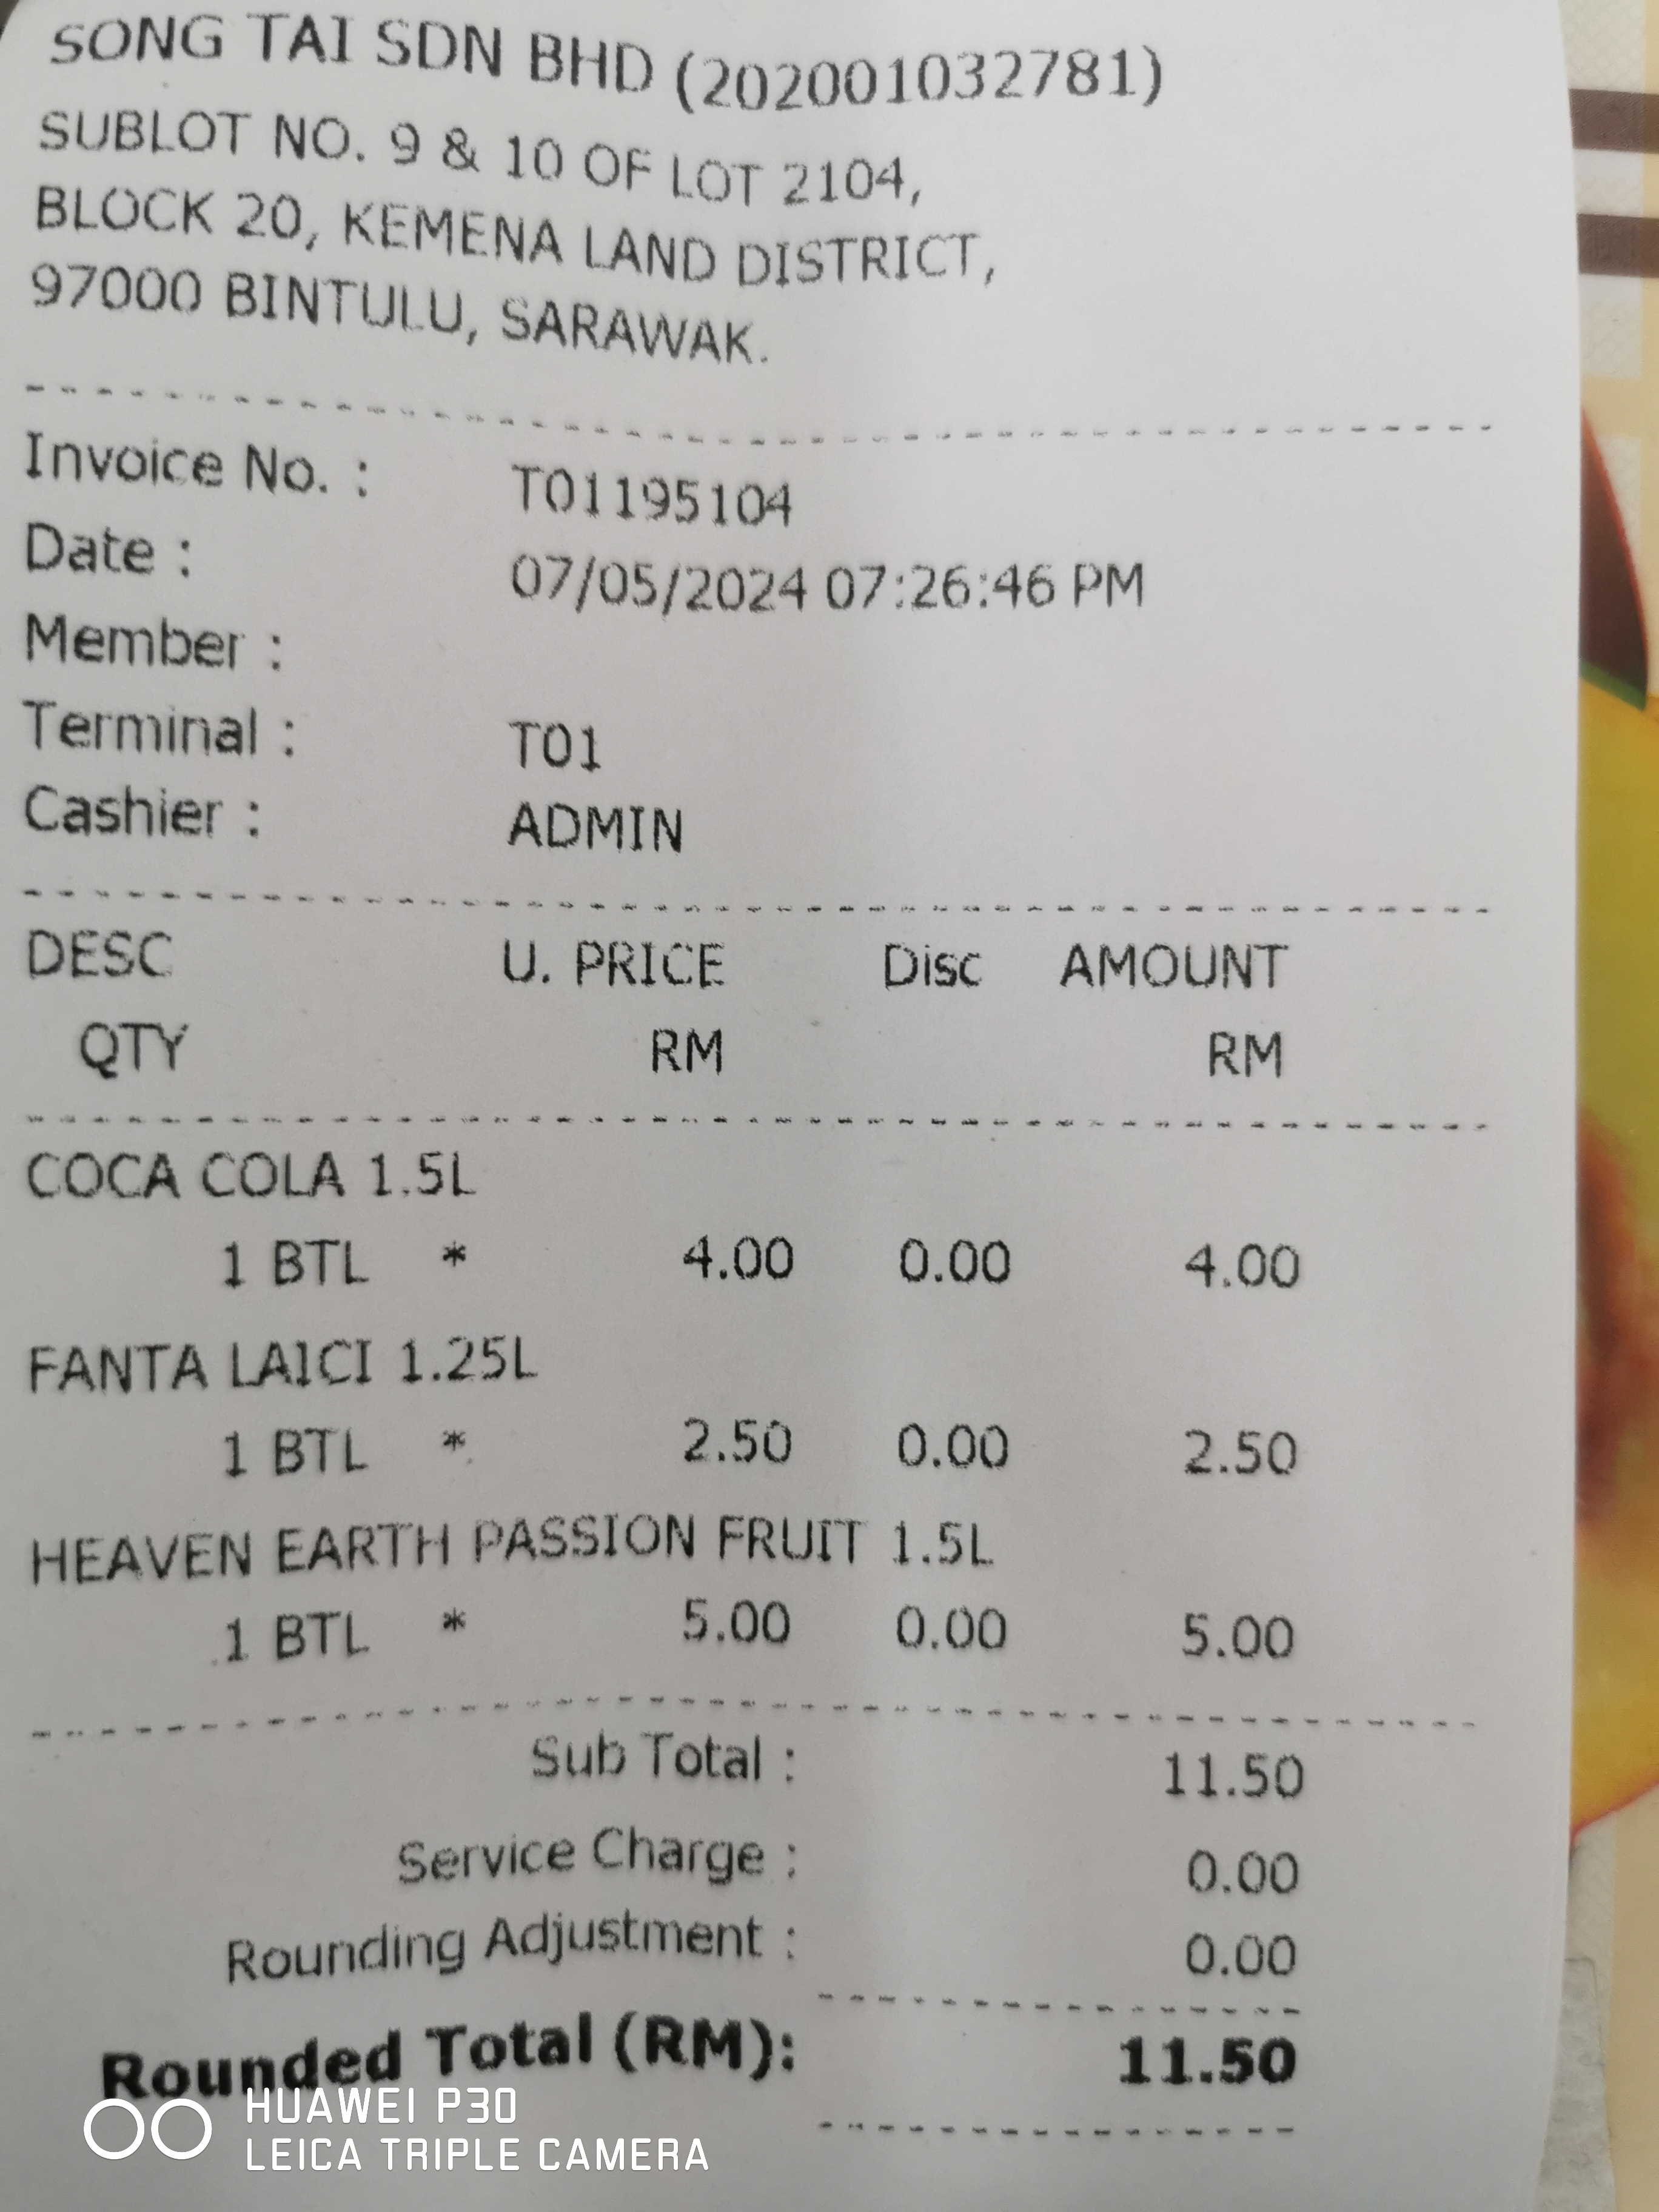 SONG TAI SDN BHD (202001032781)
SUBLOT NO. 9 & 10 OF LOT 2104,
BLOCK 20, KEMENA LAND DISTRICT,
97000 BINTULU, SARAWAK.
Invoice No. : T01195104
Date : 07/05/2024 07:26:46 PM
Member :
Terminal : T01
Cashier : ADMIN
DESC U. PRICE Disc AMOUNT
QTY RM RM
COCA COLA 1.5L
1 BTL * 4.00 0.00 4.00
FANTA LAICI 1.25L
1 BTL * 2.50 0.00 2.50
HEAVEN EARTH PASSION FRUIT 1.5L
1 BTL * 5.00 0.00 5.00
Sub Total : 11.50
Service Charge : 0.00
Rounding Adjustment : 0.00
Rounded Total (RM): 11.50
HUAWEI P30
LEICA TRIPLE CAMERA